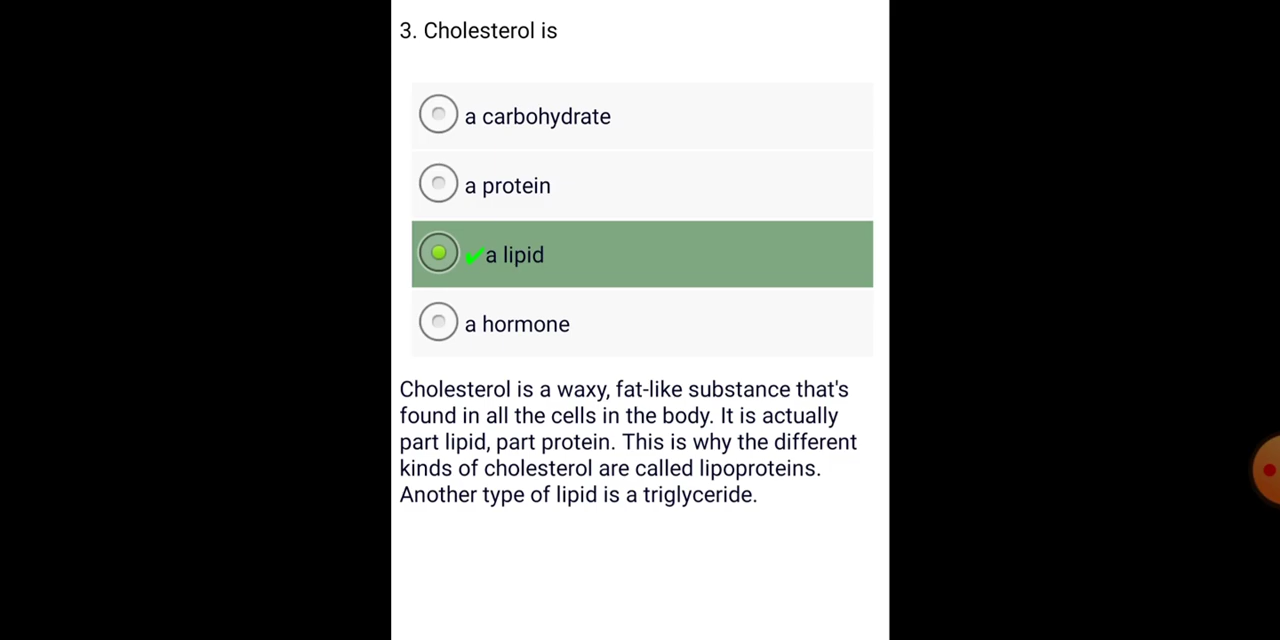 3. Cholesterol is
a carbohydrate
a protein
✔a lipid
a hormone
Cholesterol is a waxy, fat-like substance that's
found in all the cells in the body. It is actually
part lipid, part protein. This is why the different
kinds of cholesterol are called lipoproteins.
Another type of lipid is a triglyceride.